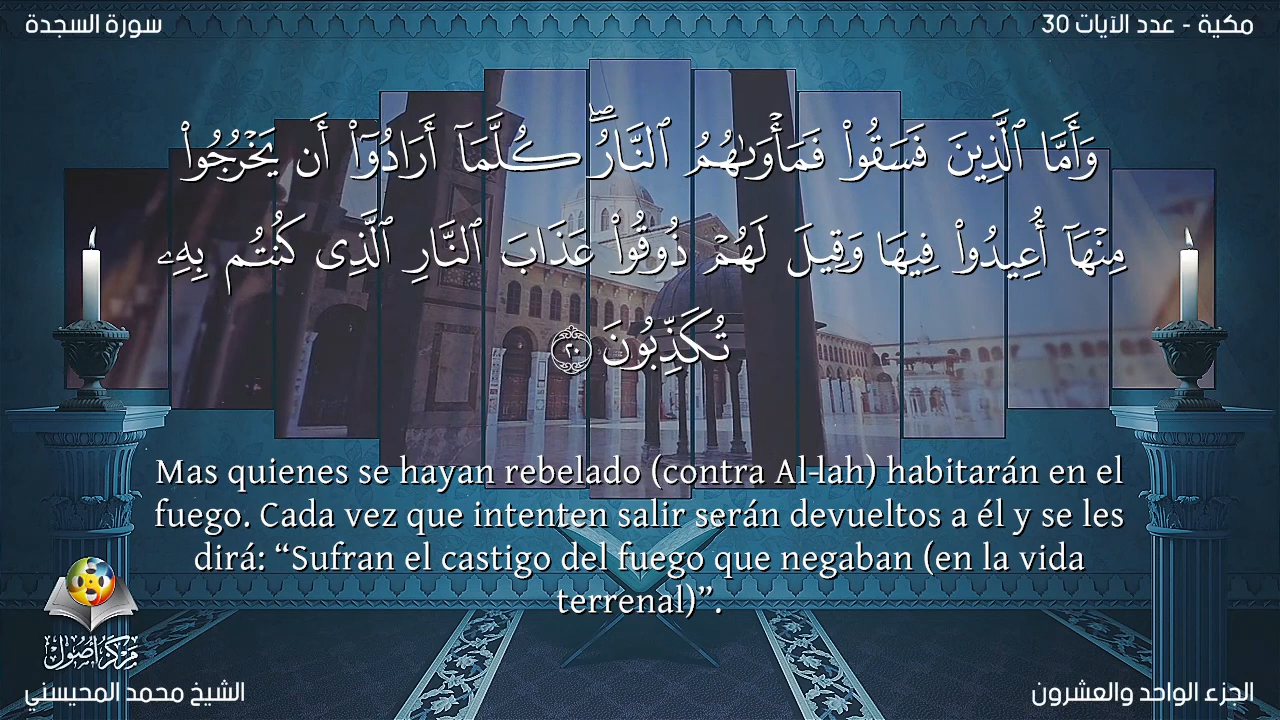 سورة السجدة
مكية - عدد الآيات 30
وَأَمَّا ٱلَّذِينَ فَسَقُوا۟ فَمَأْوَىٰهُمُ ٱلنَّارُ ۖ كُلَّمَآ أَرَادُوٓا۟ أَن يَخْرُجُوا۟
مِنْهَآ أُعِيدُوا۟ فِيهَا وَقِيلَ لَهُمْ ذُوقُوا۟ عَذَابَ ٱلنَّارِ ٱلَّذِى كُنتُم بِهِۦ
تُكَذِّبُونَ ٢٠
Mas quienes se hayan rebelado (contra Al-lah) habitarán en el
fuego. Cada vez que intenten salir serán devueltos a él y se les
dirá: “Sufran el castigo del fuego que negaban (en la vida
terrenal)”.
مركز أصول
الشيخ محمد المحيسني
الجزء الواحد والعشرون